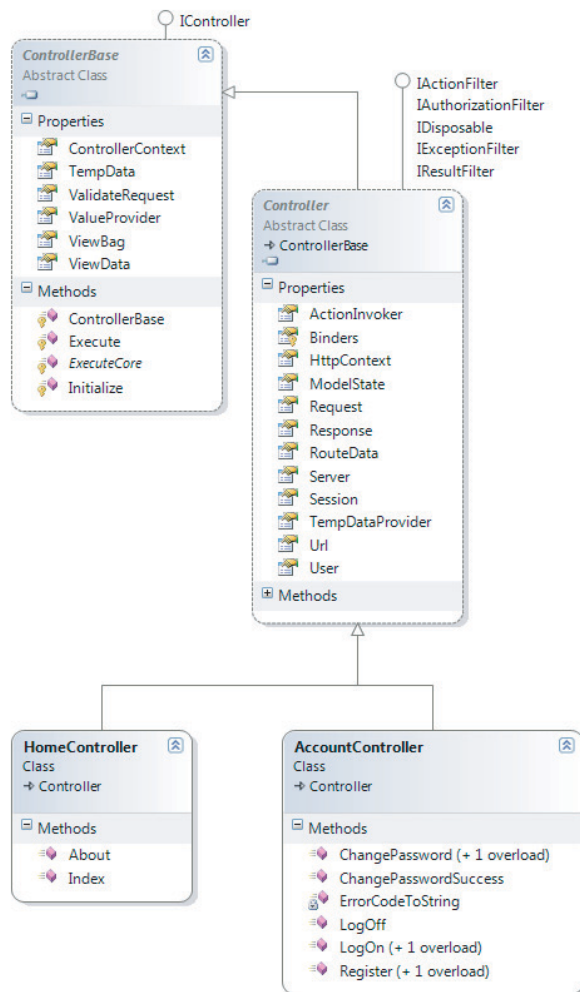 IController
ControllerBase
Abstract Class
Properties
ControllerContext
TempData
ValidateRequest
ValueProvider
ViewBag
ViewData
Methods
ControllerBase
Execute
ExecuteCore
Initialize
IActionFilter
IAuthorizationFilter
IDisposable
IExceptionFilter
IResultFilter
Controller
Abstract Class
ControllerBase
Properties
ActionInvoker
Binders
HttpContext
ModelState
Request
Response
RouteData
Server
Session
TempDataProvider
Url
User
Methods
HomeController
Class
Controller
Methods
About
Index
AccountController
Class
Controller
Methods
ChangePassword (+ 1 overload)
ChangePasswordSuccess
ErrorCodeToString
LogOff
LogOn (+ 1 overload)
Register (+ 1 overload)